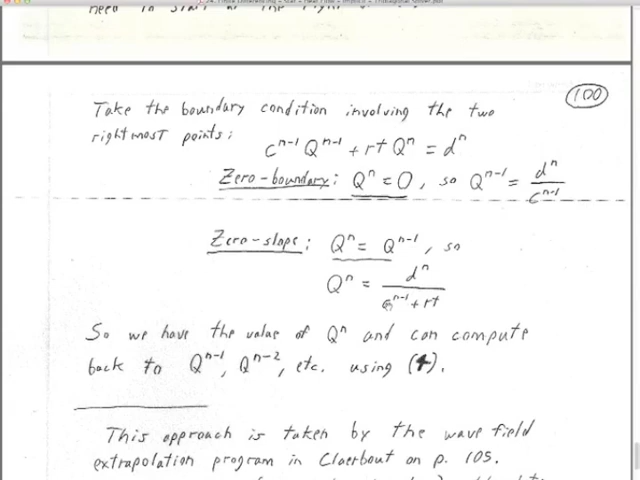 100
Take the boundary condition involving the two
rightmost points:
c^{n-1} Q^{n-1} + rt Q^n = d^n
Zero-boundary: Q^n = 0, so Q^{n-1} = d^n / c^{n-1}
Zero-slope: Q^n = Q^{n-1}, so
Q^n = d^n / c^{n-1} + rt
So we have the value of Q^n and can compute
back to Q^{n-1}, Q^{n-2}, etc. using (4).
This approach is taken by the wave field
extrapolation program in Claerbout on p. 105.